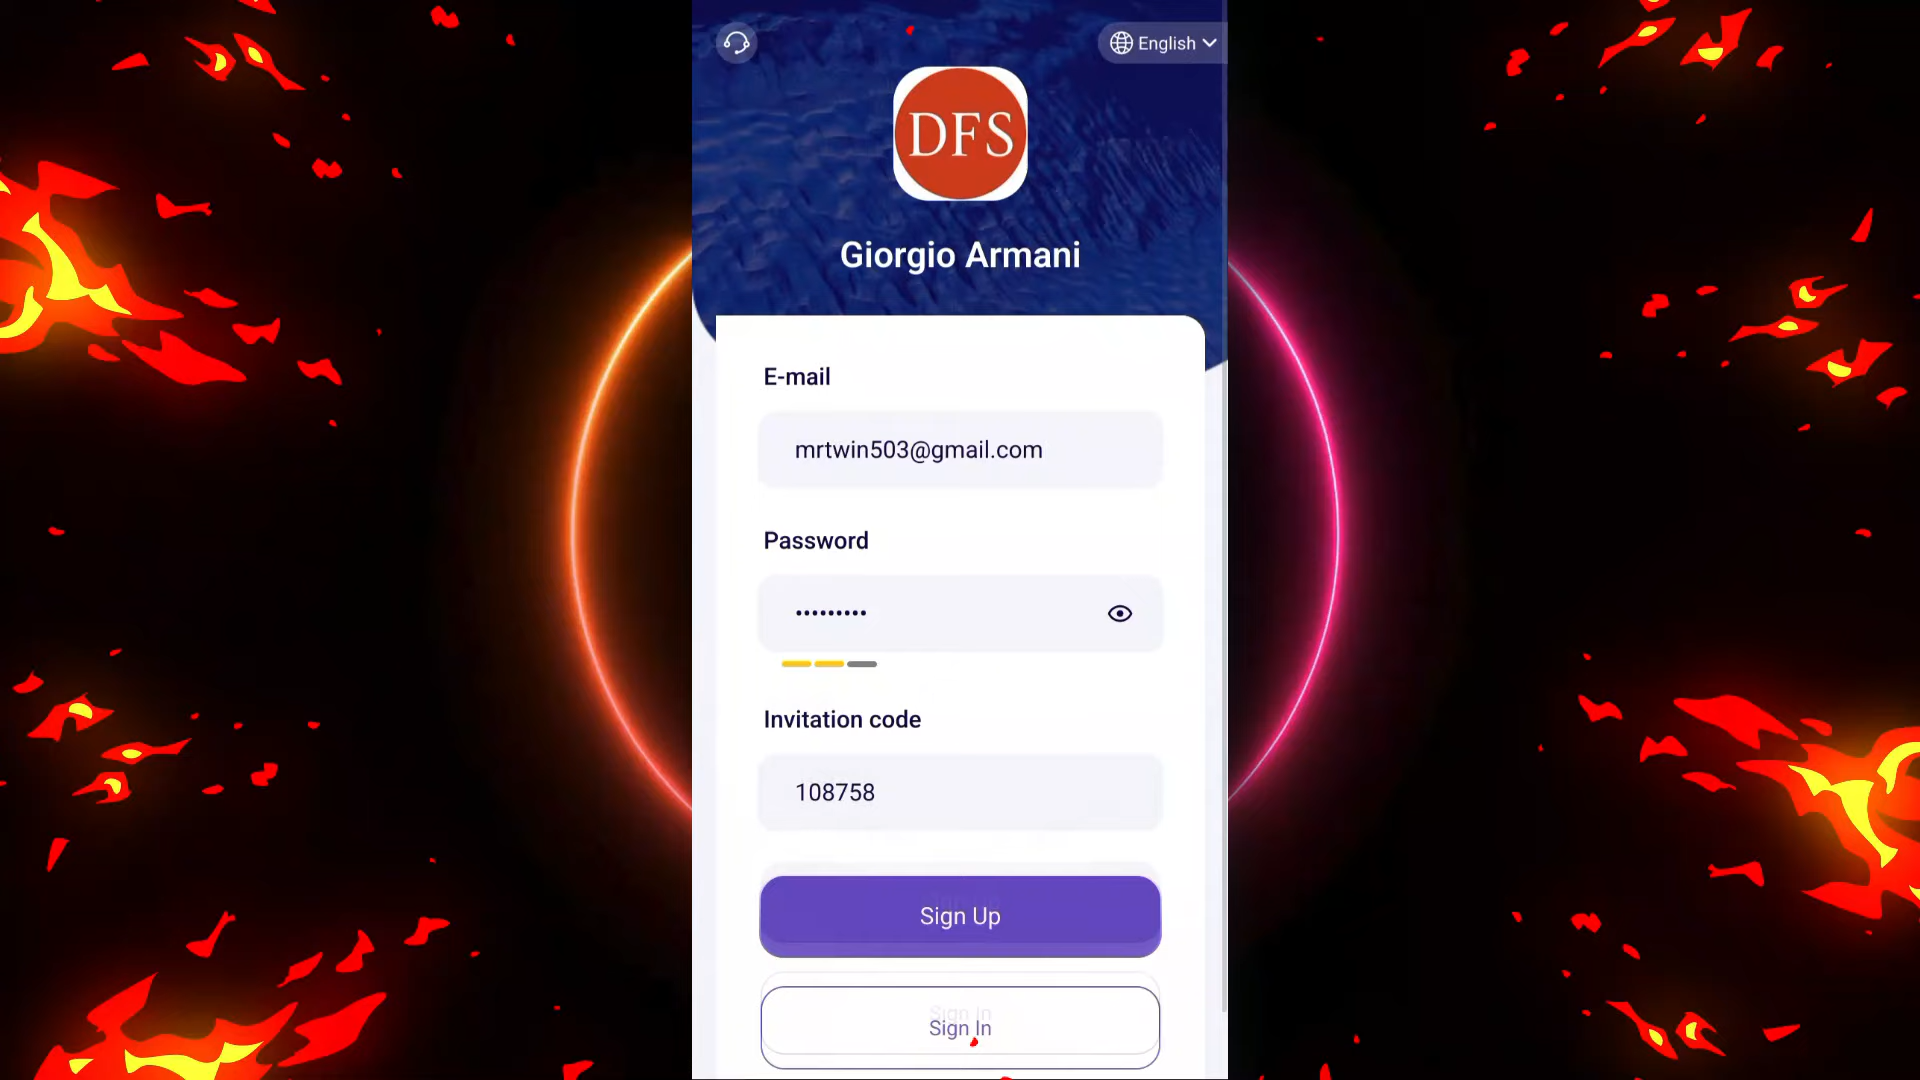 English
DFS
Giorgio Armani
E-mail
mrtwin503@gmail.com
Password
•••••••••
Invitation code
108758
Sign Up
Sign In